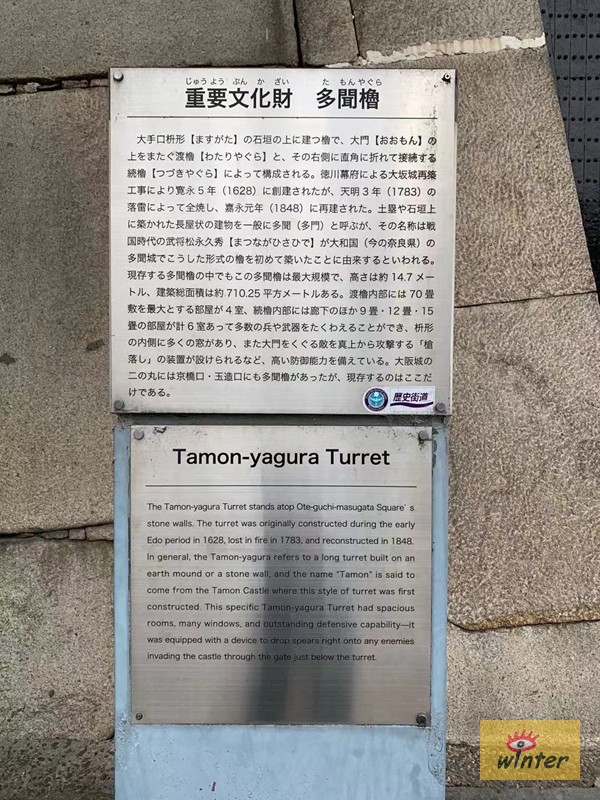 じゅうよう ぶん か ざい　た もんやぐら
重要文化財　多聞櫓
大手口枡形【ますがた】の石垣の上に建つ櫓で、大門【おおもん】の
上をまたぐ渡櫓【わたりやぐら】と、その右側に直角に折れて接続する
続櫓【つづきやぐら】によって構成される。徳川幕府による大坂城再築
工事により寛永5年（1628）に創建されたが、天明3年（1783）の
落雷によって全焼し、嘉永元年（1848）に再建された。土塁や石垣上
に築かれた長屋状の建物を一般に多聞（多門）と呼ぶが、その名称は戦
国時代の武将松永久秀【まつながひさひで】が大和国（今の奈良県）の
多聞城でこうした形式の櫓を初めて築いたことに由来するといわれる。
現存する多聞櫓の中でもこの多聞櫓は最大規模で、高さは約14.7メー
トル、建築総面積は約710.25平方メートルある。渡櫓内部には70畳
敷を最大とする部屋が4室、続櫓内部には廊下のほか9畳・12畳・15
畳の部屋が計6室あって多数の兵や武器をたくわえることができ、枡形
の内側に多くの窓があり、また大門をくぐる敵を真上から攻撃する「槍
落し」の装置が設けられるなど、高い防御能力を備えている。大阪城の
二の丸には京橋口・玉造口にも多聞櫓があったが、現存するのはここだ
けである。
歴史街道
Tamon-yagura Turret
The Tamon-yagura Turret stands atop Ote-guchi-masugata Square's
stone walls. The turret was originally constructed during the early
Edo period in 1628, lost in fire in 1783, and reconstructed in 1848.
In general, the Tamon-yagura refers to a long turret built on an
earth mound or a stone wall, and the name "Tamon" is said to
come from the Tamon Castle where this style of turret was first
constructed. This specific Tamon-yagura Turret had spacious
rooms, many windows, and outstanding defensive capability—it
was equipped with a device to drop spears right onto any enemies
invading the castle through the gate just below the turret.
winter